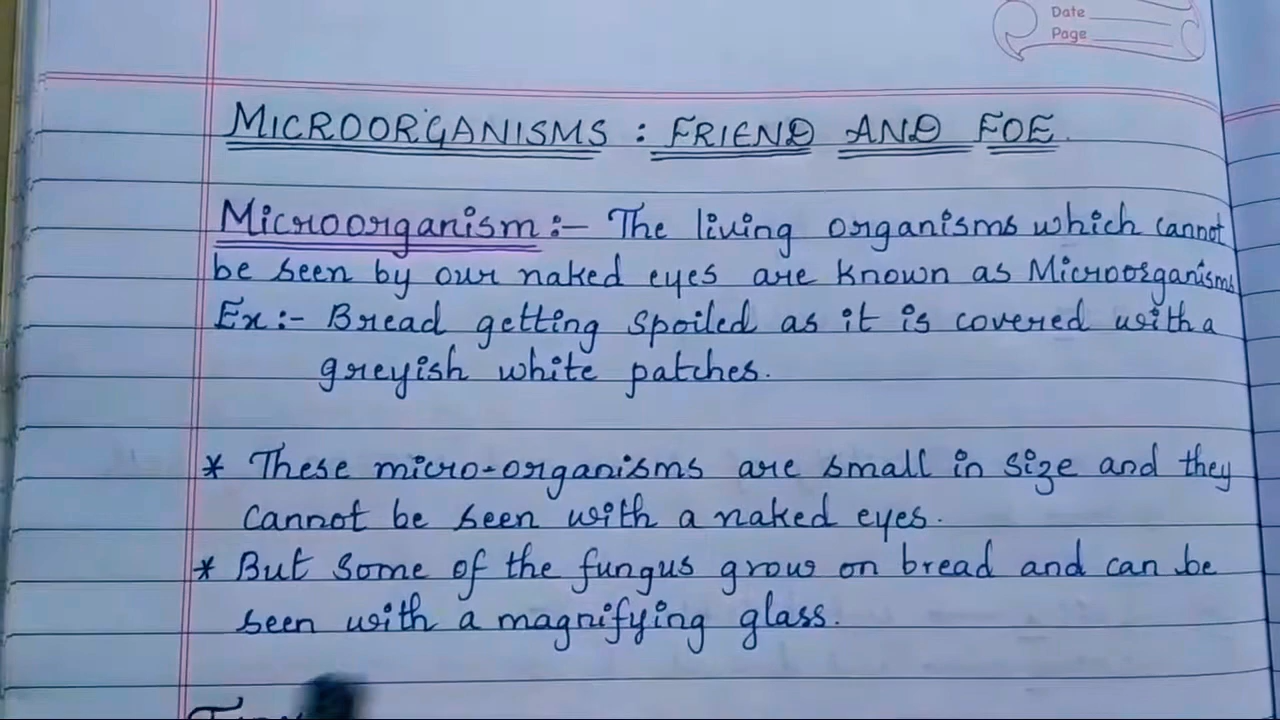 Date
Page
MICROORGANISMS : FRIEND AND FOE.
Microorganism :- The living organisms which cannot
be seen by our naked eyes are known as Microorganisms
Ex :- Bread getting spoiled as it is covered with a
greyish white patches.
* These micro-organisms are small in size and they
cannot be seen with a naked eyes.
* But some of the fungus grows on bread and can be
seen with a magnifying glass.